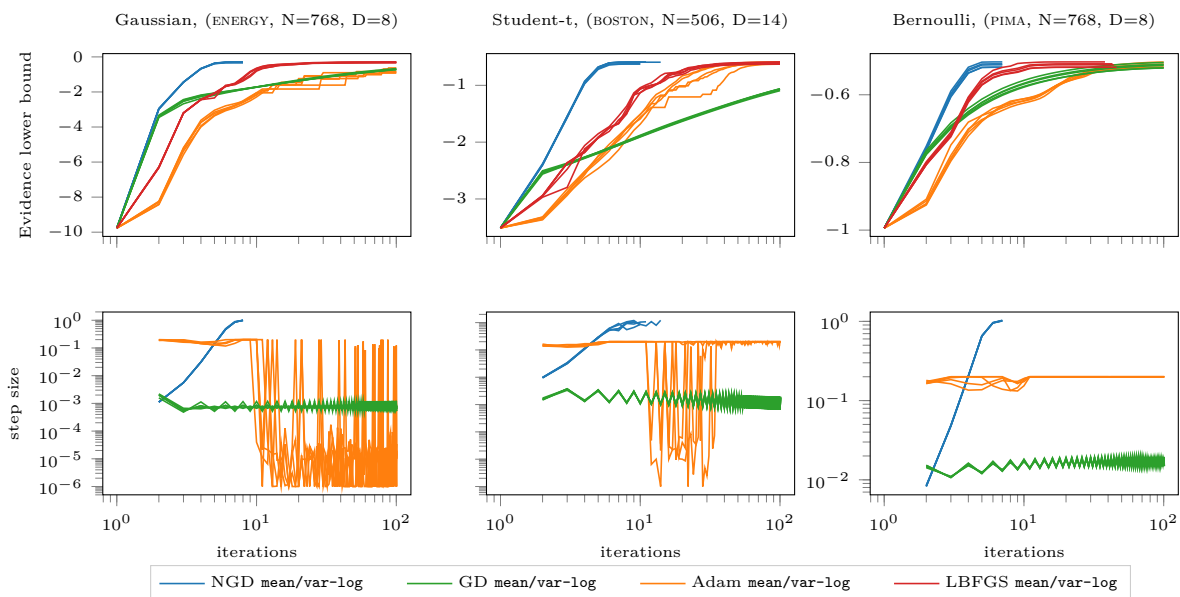 Gaussian, (ENERGY, N=768, D=8)
Student-t, (BOSTON, N=506, D=14)
Bernoulli, (PIMA, N=768, D=8)
Evidence lower bound
0
−2
−4
−6
−8
−10
−1
−2
−3
−0.6
−0.8
−1
step size
10^0
10^−1
10^−2
10^−3
10^−4
10^−5
10^−6
10^0
10^−1
10^−2
10^0 10^1 10^2
10^0 10^1 10^2
10^0 10^1 10^2
iterations
iterations
iterations
NGD mean/var-log GD mean/var-log Adam mean/var-log LBFGS mean/var-log